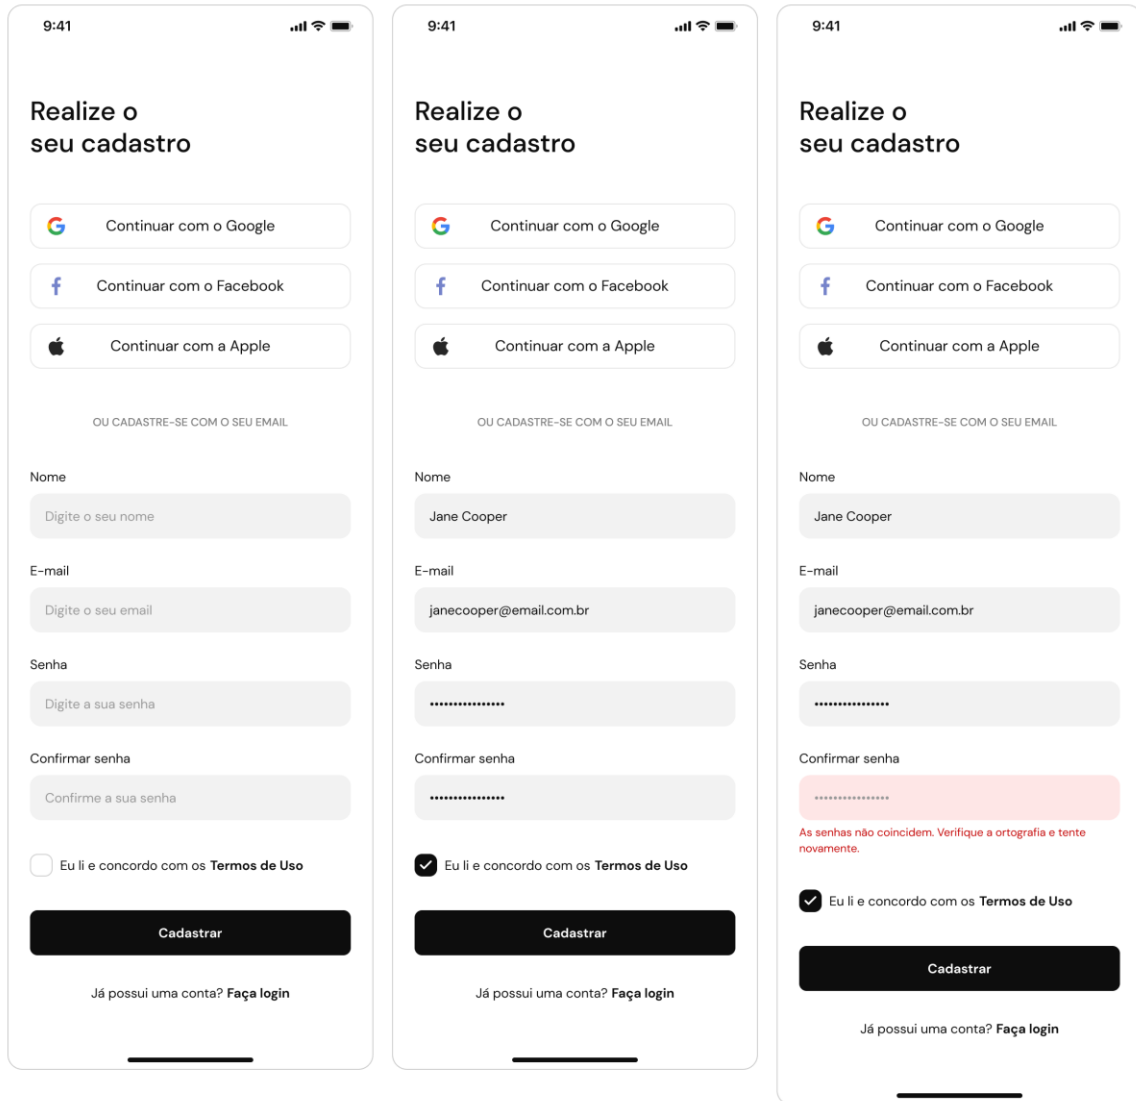 9:41
Realize o
seu cadastro
Continuar com o Google
Continuar com o Facebook
Continuar com a Apple
OU CADASTRE-SE COM O SEU EMAIL
Nome
Digite o seu nome
E-mail
Digite o seu email
Senha
Digite a sua senha
Confirmar senha
Confirme a sua senha
Eu li e concordo com os Termos de Uso
Cadastrar
Já possui uma conta? Faça login
9:41
Realize o
seu cadastro
Continuar com o Google
Continuar com o Facebook
Continuar com a Apple
OU CADASTRE-SE COM O SEU EMAIL
Nome
Jane Cooper
E-mail
janecooper@email.com.br
Senha
••••••••••••••••
Confirmar senha
••••••••••••••••
Eu li e concordo com os Termos de Uso
Cadastrar
Já possui uma conta? Faça login
9:41
Realize o
seu cadastro
Continuar com o Google
Continuar com o Facebook
Continuar com a Apple
OU CADASTRE-SE COM O SEU EMAIL
Nome
Jane Cooper
E-mail
janecooper@email.com.br
Senha
••••••••••••••••
Confirmar senha
••••••••••••••••
As senhas não coincidem. Verifique a ortografia e tente
novamente.
Eu li e concordo com os Termos de Uso
Cadastrar
Já possui uma conta? Faça login